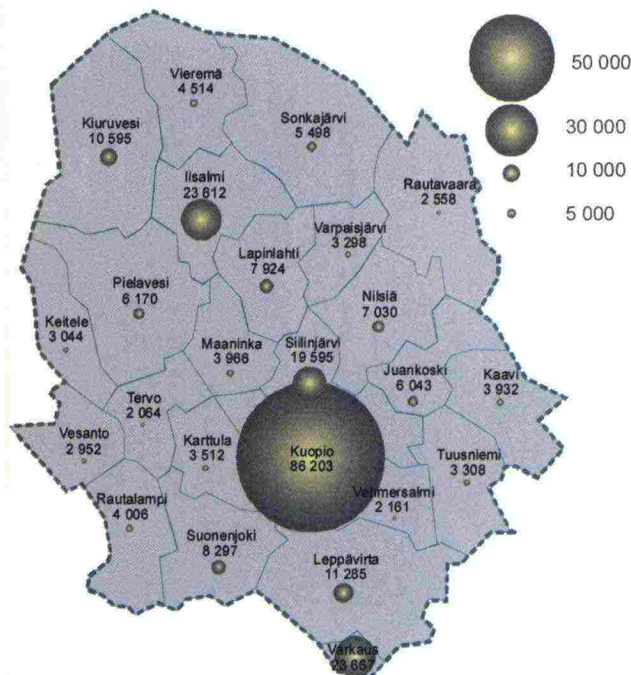 50 000
30 000
10 000
5 000
Vieremä
4 514
Kiuruvesi
10 595
Sonkajärvi
5 498
Iisalmi
23 612
Rautavaara
2 558
Varpaisjärvi
3 298
Lapinlahti
7 924
Pielavesi
6 170
Nilsiä
7 030
Keitele
3 044
Maaninka
3 966
Siilinjärvi
19 595
Juankoski
6 043
Kaavi
3 932
Tervo
2 064
Vesanto
2 952
Karttula
3 512
Kuopio
86 203
Tuusniemi
3 308
Vehmersalmi
2 161
Rautalampi
4 006
Suonenjoki
8 297
Leppävirta
11 285
Varkaus
23 667